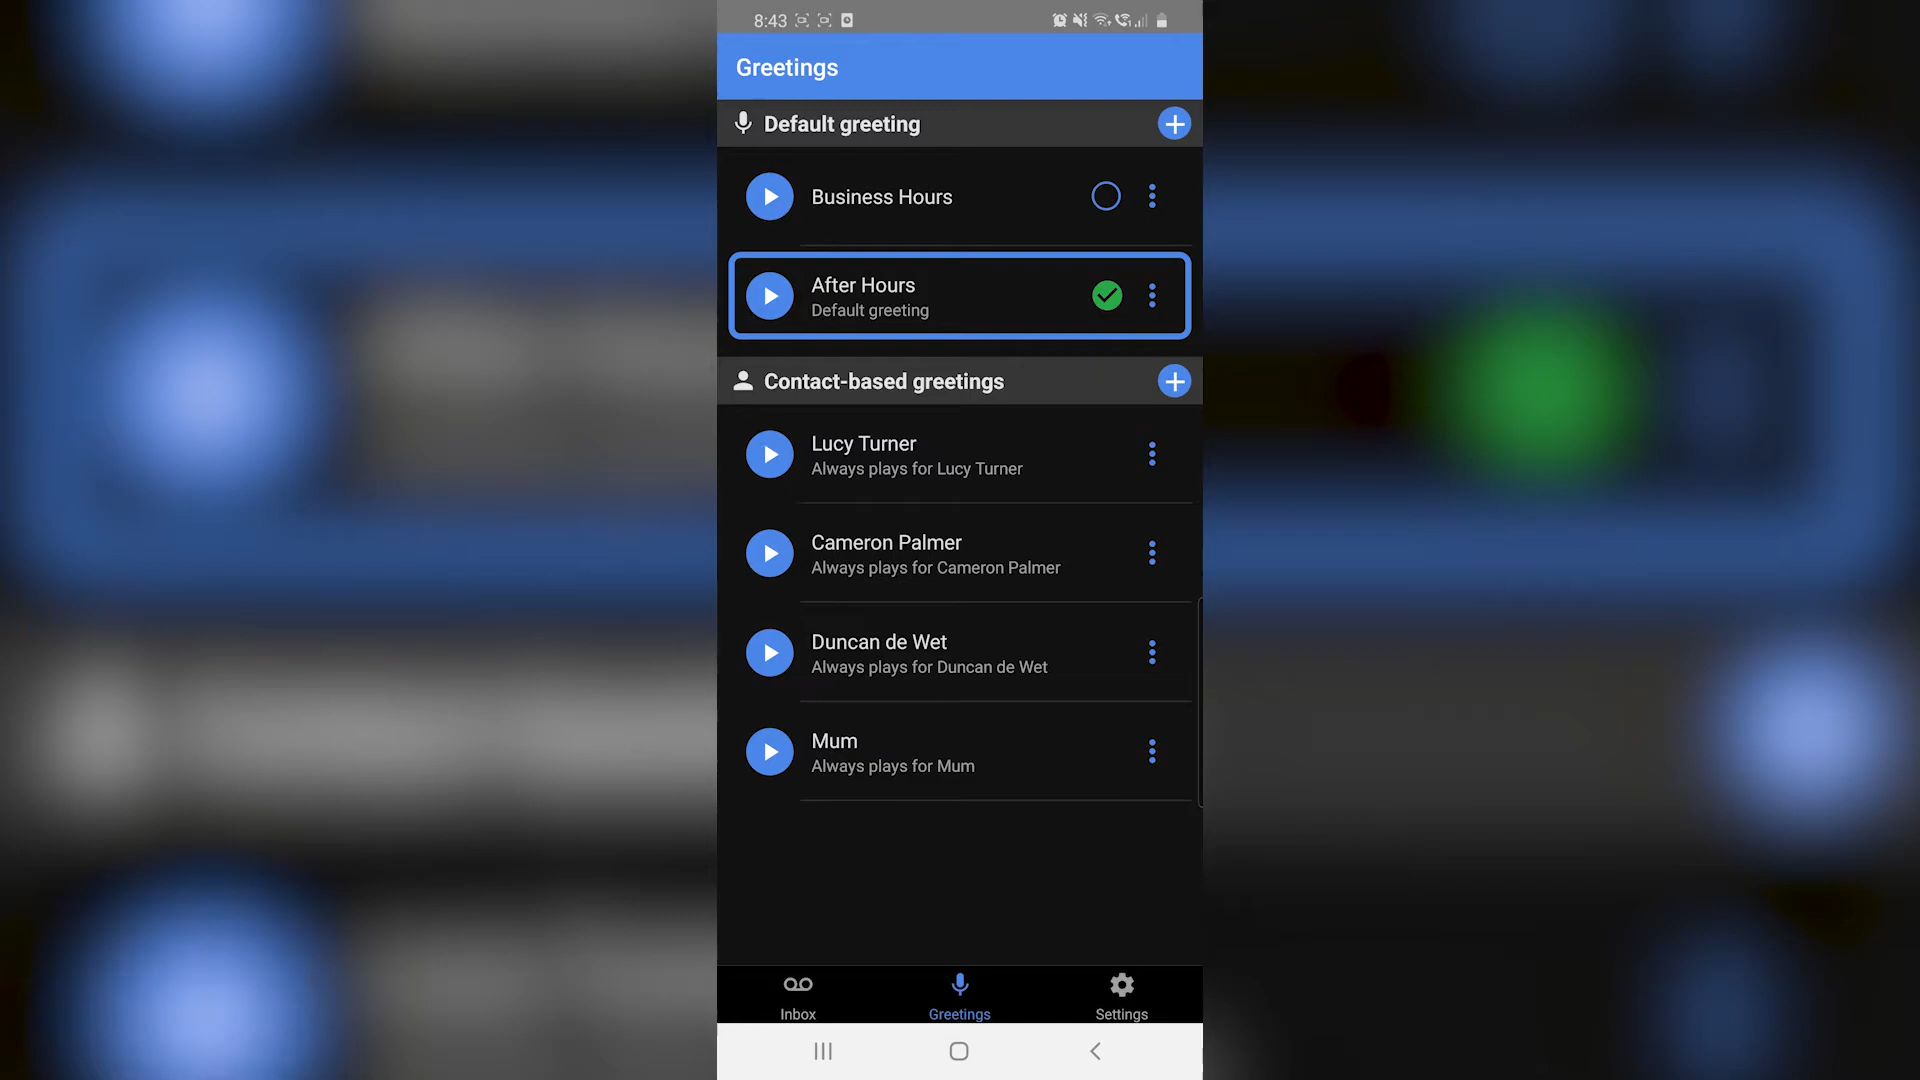 8:43
Greetings
Default greeting
Business Hours
After Hours
Default greeting
Contact-based greetings
Lucy Turner
Always plays for Lucy Turner
Cameron Palmer
Always plays for Cameron Palmer
Duncan de Wet
Always plays for Duncan de Wet
Mum
Always plays for Mum
Inbox
Greetings
Settings